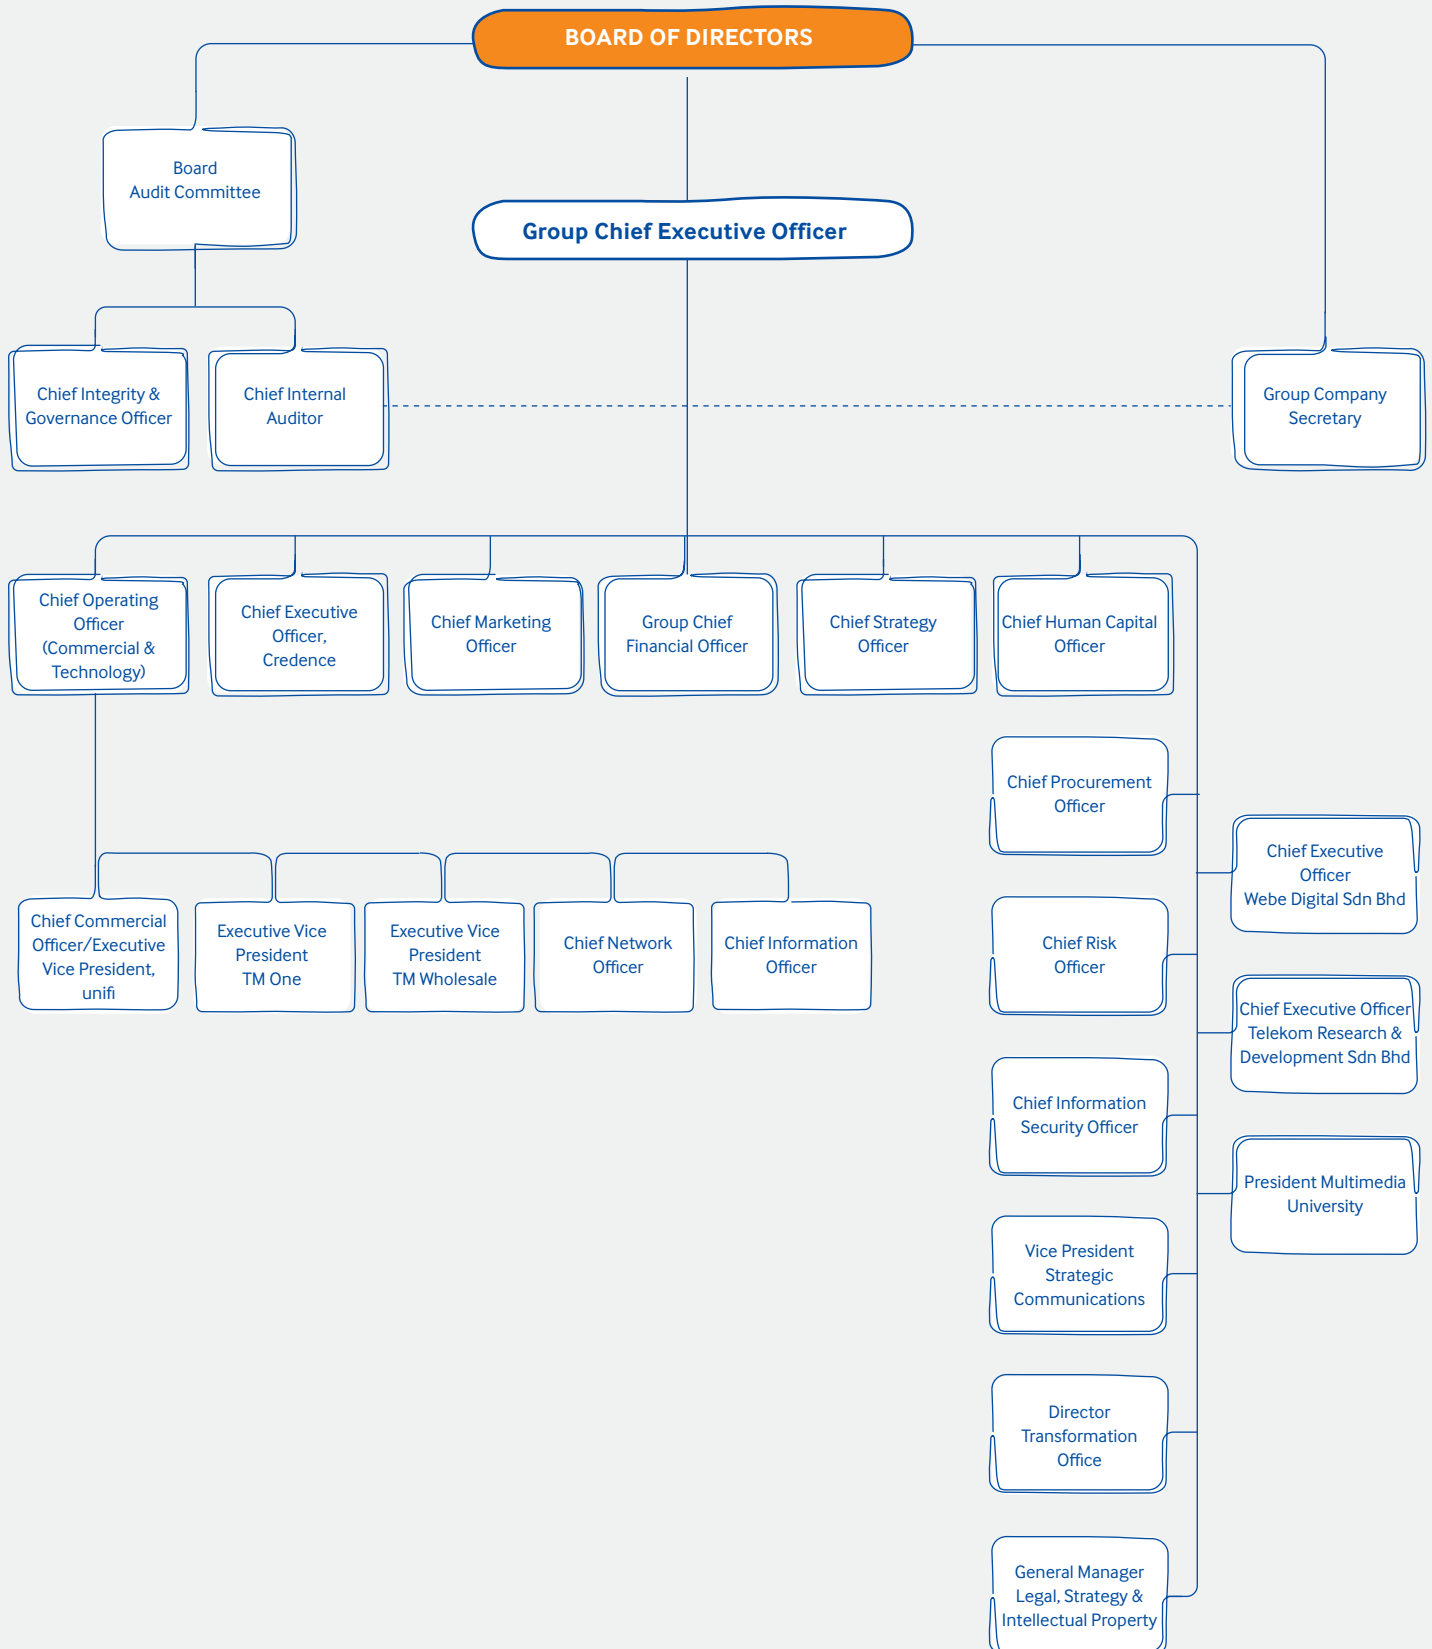 BOARD OF DIRECTORS
Board
Audit Committee
Group Chief Executive Officer
Chief Integrity &
Governance Officer
Chief Internal
Auditor
Group Company
Secretary
Chief Operating
Officer
(Commercial &
Technology)
Chief Executive
Officer,
Credence
Chief Marketing
Officer
Group Chief
Financial Officer
Chief Strategy
Officer
Chief Human Capital
Officer
Chief Commercial
Officer/Executive
Vice President,
unifi
Executive Vice
President
TM One
Executive Vice
President
TM Wholesale
Chief Network
Officer
Chief Information
Officer
Chief Procurement
Officer
Chief Risk
Officer
Chief Information
Security Officer
Vice President
Strategic
Communications
Director
Transformation
Office
General Manager
Legal, Strategy &
Intellectual Property
Chief Executive
Officer
Webe Digital Sdn Bhd
Chief Executive Officer
Telekom Research &
Development Sdn Bhd
President Multimedia
University